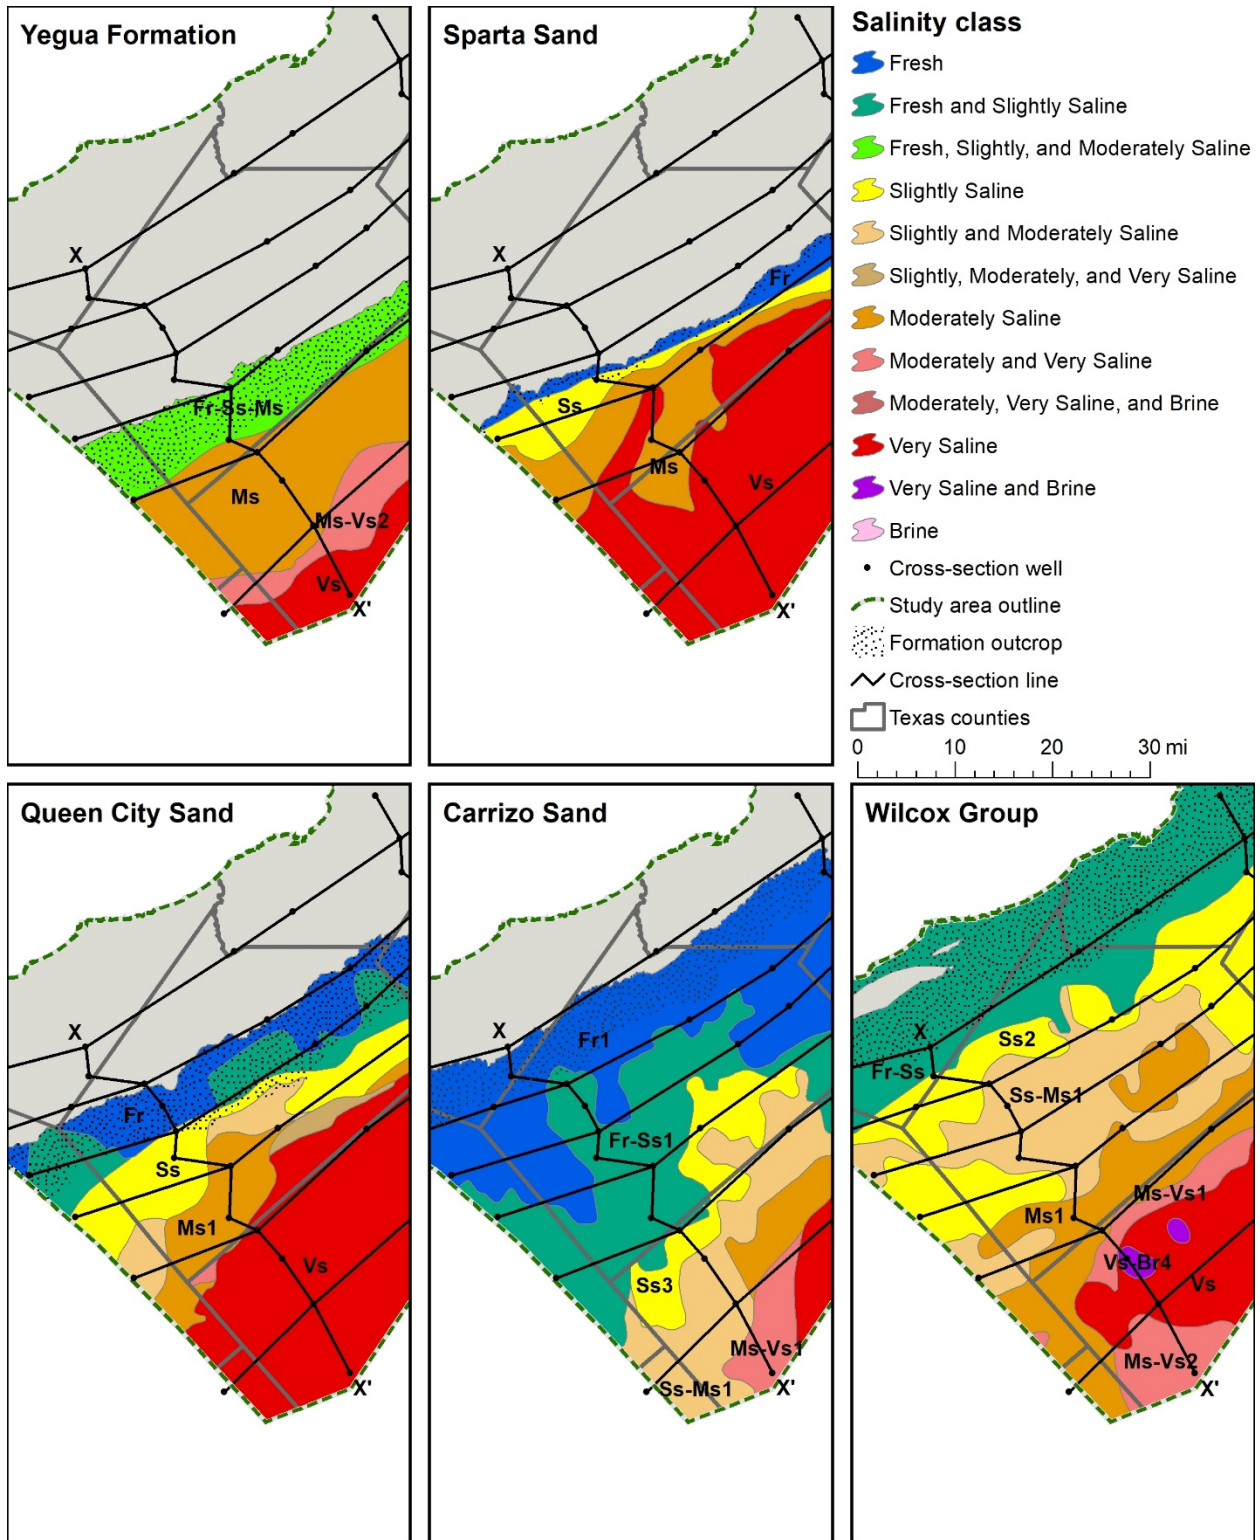 Yegua Formation
X
Fr-Ss-Ms
Ms
Ms-Vs2
Vs
X'
Sparta Sand
Fr
Ss
Ms
Vs
X
X'
Salinity class
Fresh
Fresh and Slightly Saline
Fresh, Slightly, and Moderately Saline
Slightly Saline
Slightly and Moderately Saline
Slightly, Moderately, and Very Saline
Moderately Saline
Moderately and Very Saline
Moderately, Very Saline, and Brine
Very Saline
Very Saline and Brine
Brine
Cross-section well
Study area outline
Formation outcrop
Cross-section line
Texas counties
0 10 20 30 mi
Queen City Sand
X
Fr
Ss
Ms1
Vs
X'
Carrizo Sand
X
Fr1
Fr-Ss1
Ss3
Ms-Vs1
Ss-Ms1
X'
Wilcox Group
X
Ss2
Fr-Ss
Ss-Ms1
Ms-Vs1
Ms1
Vs-Br4
Vs
Ms-Vs2
X'